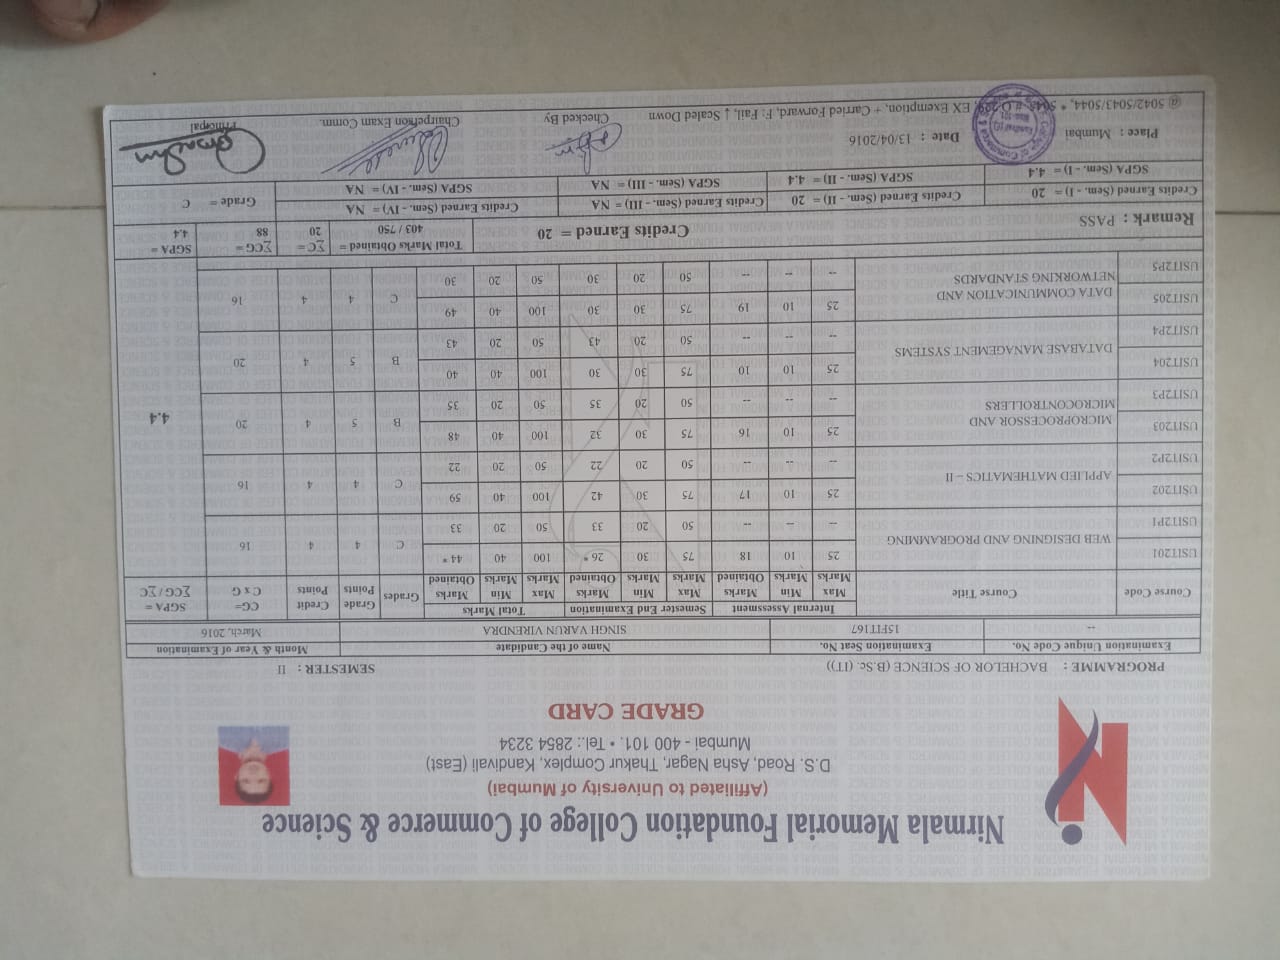 Nirmala Memorial Foundation College of Commerce & Science
(Affiliated to University of Mumbai)
D.S. Road, Asha Nagar, Thakur Complex, Kandivali (East)
Mumbai - 400 101. • Tel.: 2854 3234
GRADE CARD
PROGRAMME : BACHELOR OF SCIENCE (B.Sc. (IT)) SEMESTER : II
Examination Unique Code No. Examination Seat No. Name of the Candidate Month & Year of Examination
-- 15FIT167 SINGH VARUN VIRENDRA March, 2016
Course Code Course Title Internal Assessment Semester End Examination Total Marks Grades Grade Points Credit Points CG= C x G SGPA = ∑CG / ∑C
Max Marks Min Marks Marks Obtained Max Marks Min Marks Marks Obtained Max Marks Min Marks Marks Obtained
USIT201 WEB DESIGNING AND PROGRAMMING 25 10 18 75 30 26 * 100 40 44 * C 4 4 16
USIT2P1 -- -- -- 50 20 33 50 20 33
USIT202 APPLIED MATHEMATICS – II 25 10 17 75 30 42 100 40 59 C 4 4 16
USIT2P2 -- -- -- 50 20 22 50 20 22
USIT203 MICROPROCESSOR AND MICROCONTROLLERS 25 10 16 75 30 32 100 40 48 B 5 4 20
USIT2P3 -- -- -- 50 20 35 50 20 35
4.4
USIT204 DATABASE MANAGEMENT SYSTEMS 25 10 10 75 30 30 100 40 40 B 5 4 20
USIT2P4 -- -- -- 50 20 43 50 20 43
USIT205 DATA COMMUNICATION AND NETWORKING STANDARDS 25 10 19 75 30 30 100 40 49 C 4 4 16
USIT2P5 -- -- -- 50 20 30 50 20 30
Remark : PASS Credits Earned = 20 Total Marks Obtained = 403 / 750 ∑C = 20 ∑CG = 88 SGPA = 4.4
Credits Earned (Sem. - I) = 20 Credits Earned (Sem. - II) = 20 Credits Earned (Sem. - III) = NA Credits Earned (Sem. - IV) = NA Grade = C
SGPA (Sem. - I) = 4.4 SGPA (Sem. - II) = 4.4 SGPA (Sem. - III) = NA SGPA (Sem. - IV) = NA
Place : Mumbai Date : 13/04/2016 Checked By Chairperson Exam Comm. Principal
@ 5042/5043/5044, * EX Exemption, + Carried Forward, F: Fail, ↓ Scaled Down